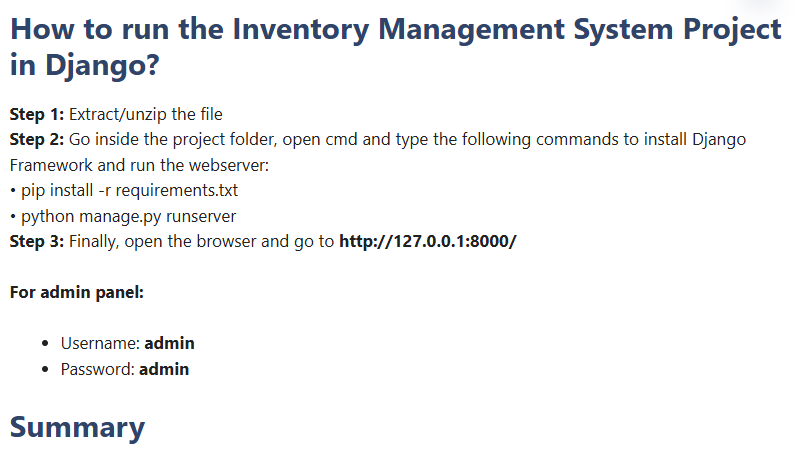 How to run the Inventory Management System Project
in Django?
Step 1: Extract/unzip the file
Step 2: Go inside the project folder, open cmd and type the following commands to install Django
Framework and run the webserver:
• pip install -r requirements.txt
• python manage.py runserver
Step 3: Finally, open the browser and go to http://127.0.0.1:8000/
For admin panel:
• Username: admin
• Password: admin
Summary